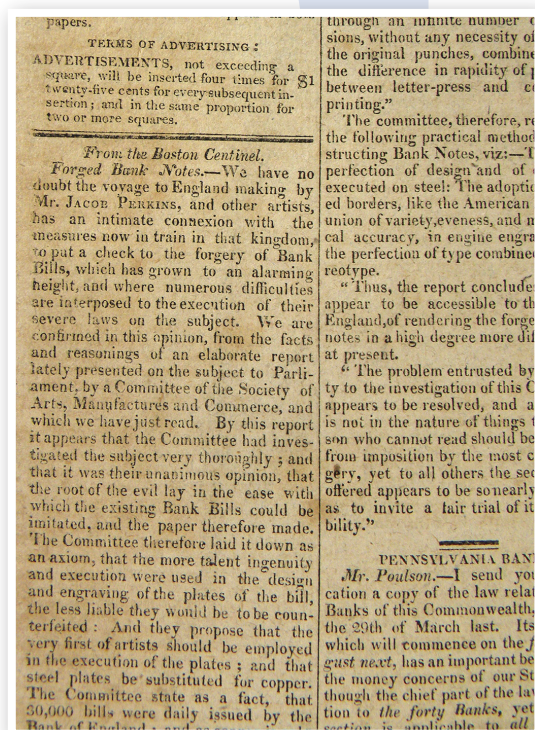 papers.
TERMS OF ADVERTISING :
ADVERTISEMENTS, not exceeding a
square, will be inserted four times for $1
twenty-five cents for every subsequent in-
sertion ; and in the same proportion for
two or more squares.
From the Boston Centinel.
Forged Bank Notes.—We have no
doubt the voyage to England making by
Mr. JACOB PERKINS, and other artists,
has an intimate connexion with the
measures now in train in that kingdom,
to put a check to the forgery of Bank
Bills, which has grown to an alarming
height, and where numerous difficulties
are interposed to the execution of their
severe laws on the subject. We are
confirmed in this opinion, from the facts
and reasonings of an elaborate report
lately presented on the subject to Parli-
ament, by a Committee of the Society of
Arts, Manufactures and Commerce, and
which we have just read. By this report
it appears that the Committee had inves-
tigated the subject very thoroughly ; and
that it was their unanimous opinion, that
the root of the evil lay in the ease with
which the existing Bank Bills could be
imitated, and the paper therefore made.
The Committee therefore laid it down as
an axiom, that the more talent ingenuity
and execution were used in the design
and engraving of the plates of the bill,
the less liable they would be to be coun-
terfeited : And they propose that the
very first of artists should be employed
in the execution of the plates ; and that
steel plates be substituted for copper.
The Committee state as a fact, that
30,000 bills were daily issued by the
Bank of England ;
through an infinite number
sions, without any necessity of
the original punches, combine
the difference in rapidity of
between letter-press and
printing."
The committee, therefore, re
the following practical method
structing Bank Notes, viz:—T
perfection of design and of
executed on steel: The adoptio
ed borders, like the American
union of variety, eveness, and m
cal accuracy, in engine engra
the perfection of type combine
reotype.
" Thus, the report conclude
appear to be accessible to th
England, of rendering the forge
notes in a high degree more dif
at present.
" The problem entrusted by
ty to the investigation of this C
appears to be resolved, and a
is not in the nature of things t
son who cannot read should be
from imposition by the most c
gery, yet to all others the sec
offered appears to be so nearly
as to invite a fair trial of it
bility."
PENNSYLVANIA BAN
Mr. Poulson.—I send you
cation a copy of the law relat
Banks of this Commonwealth,
the 29th of March last. Its
which will commence on the f
gust next, has an important be
the money concerns of our St
though the chief part of the la
tion to the forty Banks, yet
section is applicable to all